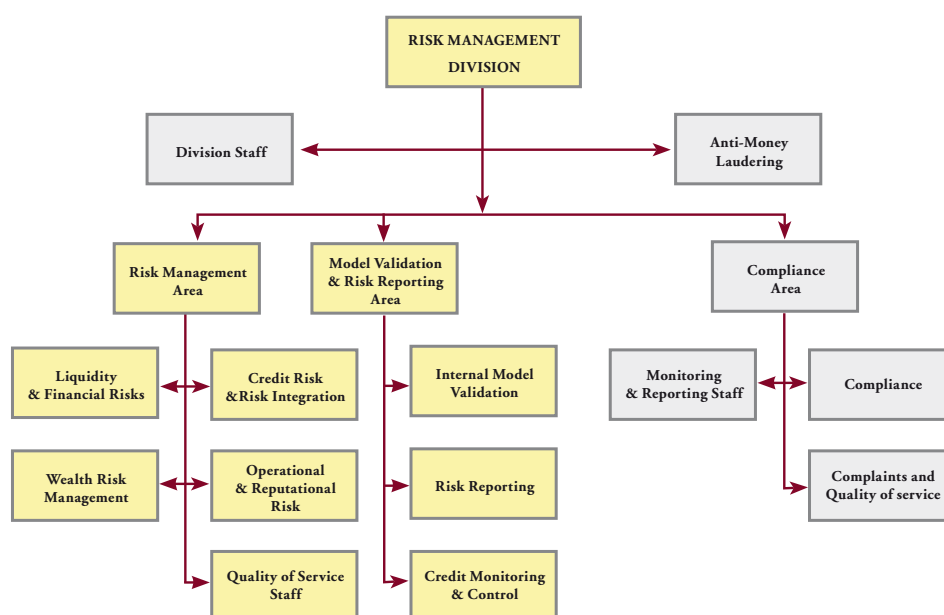 RISK MANAGEMENT
DIVISION
Division Staff
Anti-Money
Laudering
Risk Management
Area
Model Validation
& Risk Reporting
Area
Compliance
Area
Liquidity
& Financial Risks
Credit Risk
&Risk Integration
Internal Model
Validation
Monitoring
& Reporting Staff
Compliance
Wealth Risk
Management
Operational
& Reputational
Risk
Risk Reporting
Complaints and
Quality of service
Quality of Service
Staff
Credit Monitoring
& Control